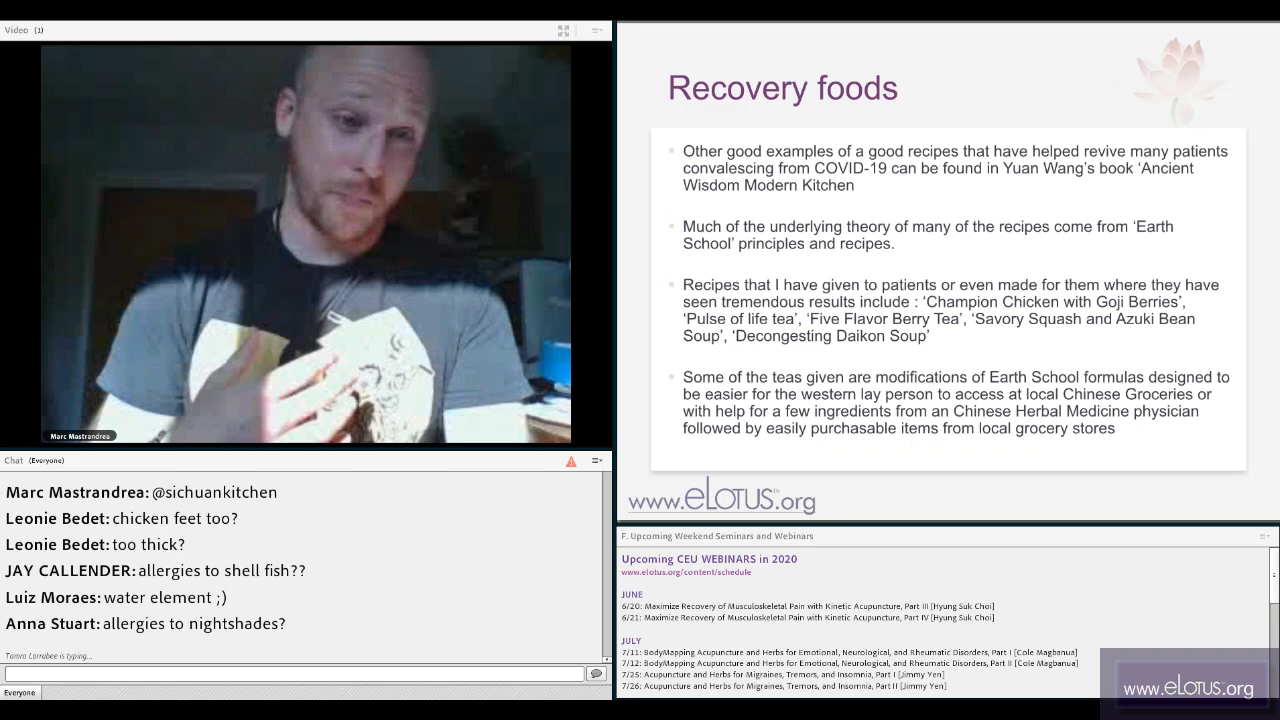 Video (1)
Marc Mastrandrea
Chat (Everyone)
Marc Mastrandrea: @sichuankitchen
Leonie Bedet: chicken feet too?
Leonie Bedet: too thick?
JAY CALLENDER: allergies to shell fish??
Luiz Moraes: water element ;)
Anna Stuart: allergies to nightshades?
Tamra Larrabee is typing...
Everyone
Recovery foods
Other good examples of a good recipes that have helped revive many patients
convalescing from COVID-19 can be found in Yuan Wang's book 'Ancient
Wisdom Modern Kitchen
Much of the underlying theory of many of the recipes come from 'Earth
School' principles and recipes.
Recipes that I have given to patients or even made for them where they have
seen tremendous results include : 'Champion Chicken with Goji Berries',
'Pulse of life tea', 'Five Flavor Berry Tea', 'Savory Squash and Azuki Bean
Soup', 'Decongesting Daikon Soup'
Some of the teas given are modifications of Earth School formulas designed to
be easier for the western lay person to access at local Chinese Groceries or
with help for a few ingredients from an Chinese Herbal Medicine physician
followed by easily purchasable items from local grocery stores
www.eLotus.org
F. Upcoming Weekend Seminars and Webinars
Upcoming CEU WEBINARS in 2020
www.elotus.org/content/schedule
JUNE
6/20: Maximize Recovery of Musculoskeletal Pain with Kinetic Acupuncture, Part III [Hyung Suk Choi]
6/21: Maximize Recovery of Musculoskeletal Pain with Kinetic Acupuncture, Part IV [Hyung Suk Choi]
JULY
7/11: BodyMapping Acupuncture and Herbs for Emotional, Neurological, and Rheumatic Disorders, Part I [Cole Magbanua]
7/12: BodyMapping Acupuncture and Herbs for Emotional, Neurological, and Rheumatic Disorders, Part II [Cole Magbanua]
7/25: Acupuncture and Herbs for Migraines, Tremors, and Insomnia, Part I [Jimmy Yen]
7/26: Acupuncture and Herbs for Migraines, Tremors, and Insomnia, Part II [Jimmy Yen]
www.eLotus.org